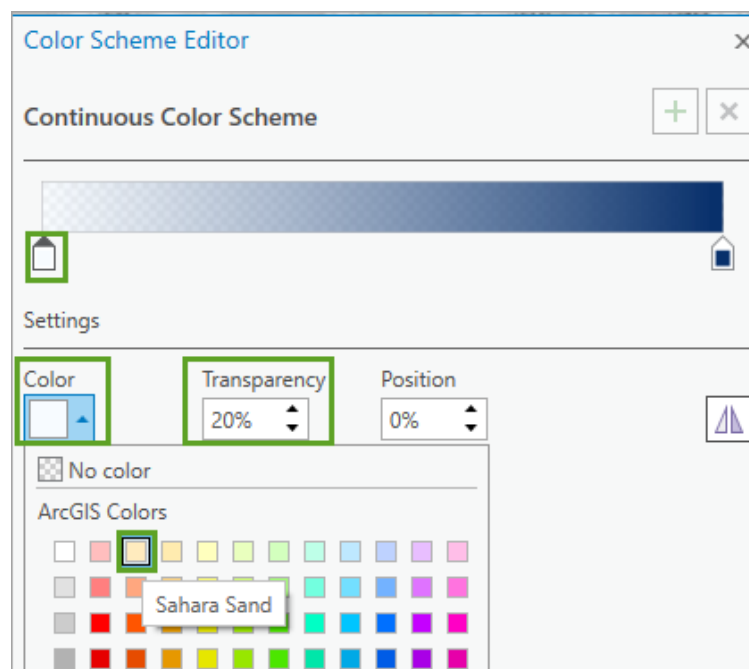 Color Scheme Editor
Continuous Color Scheme
Settings
Color Transparency Position
20% 0%
No color
ArcGIS Colors
Sahara Sand